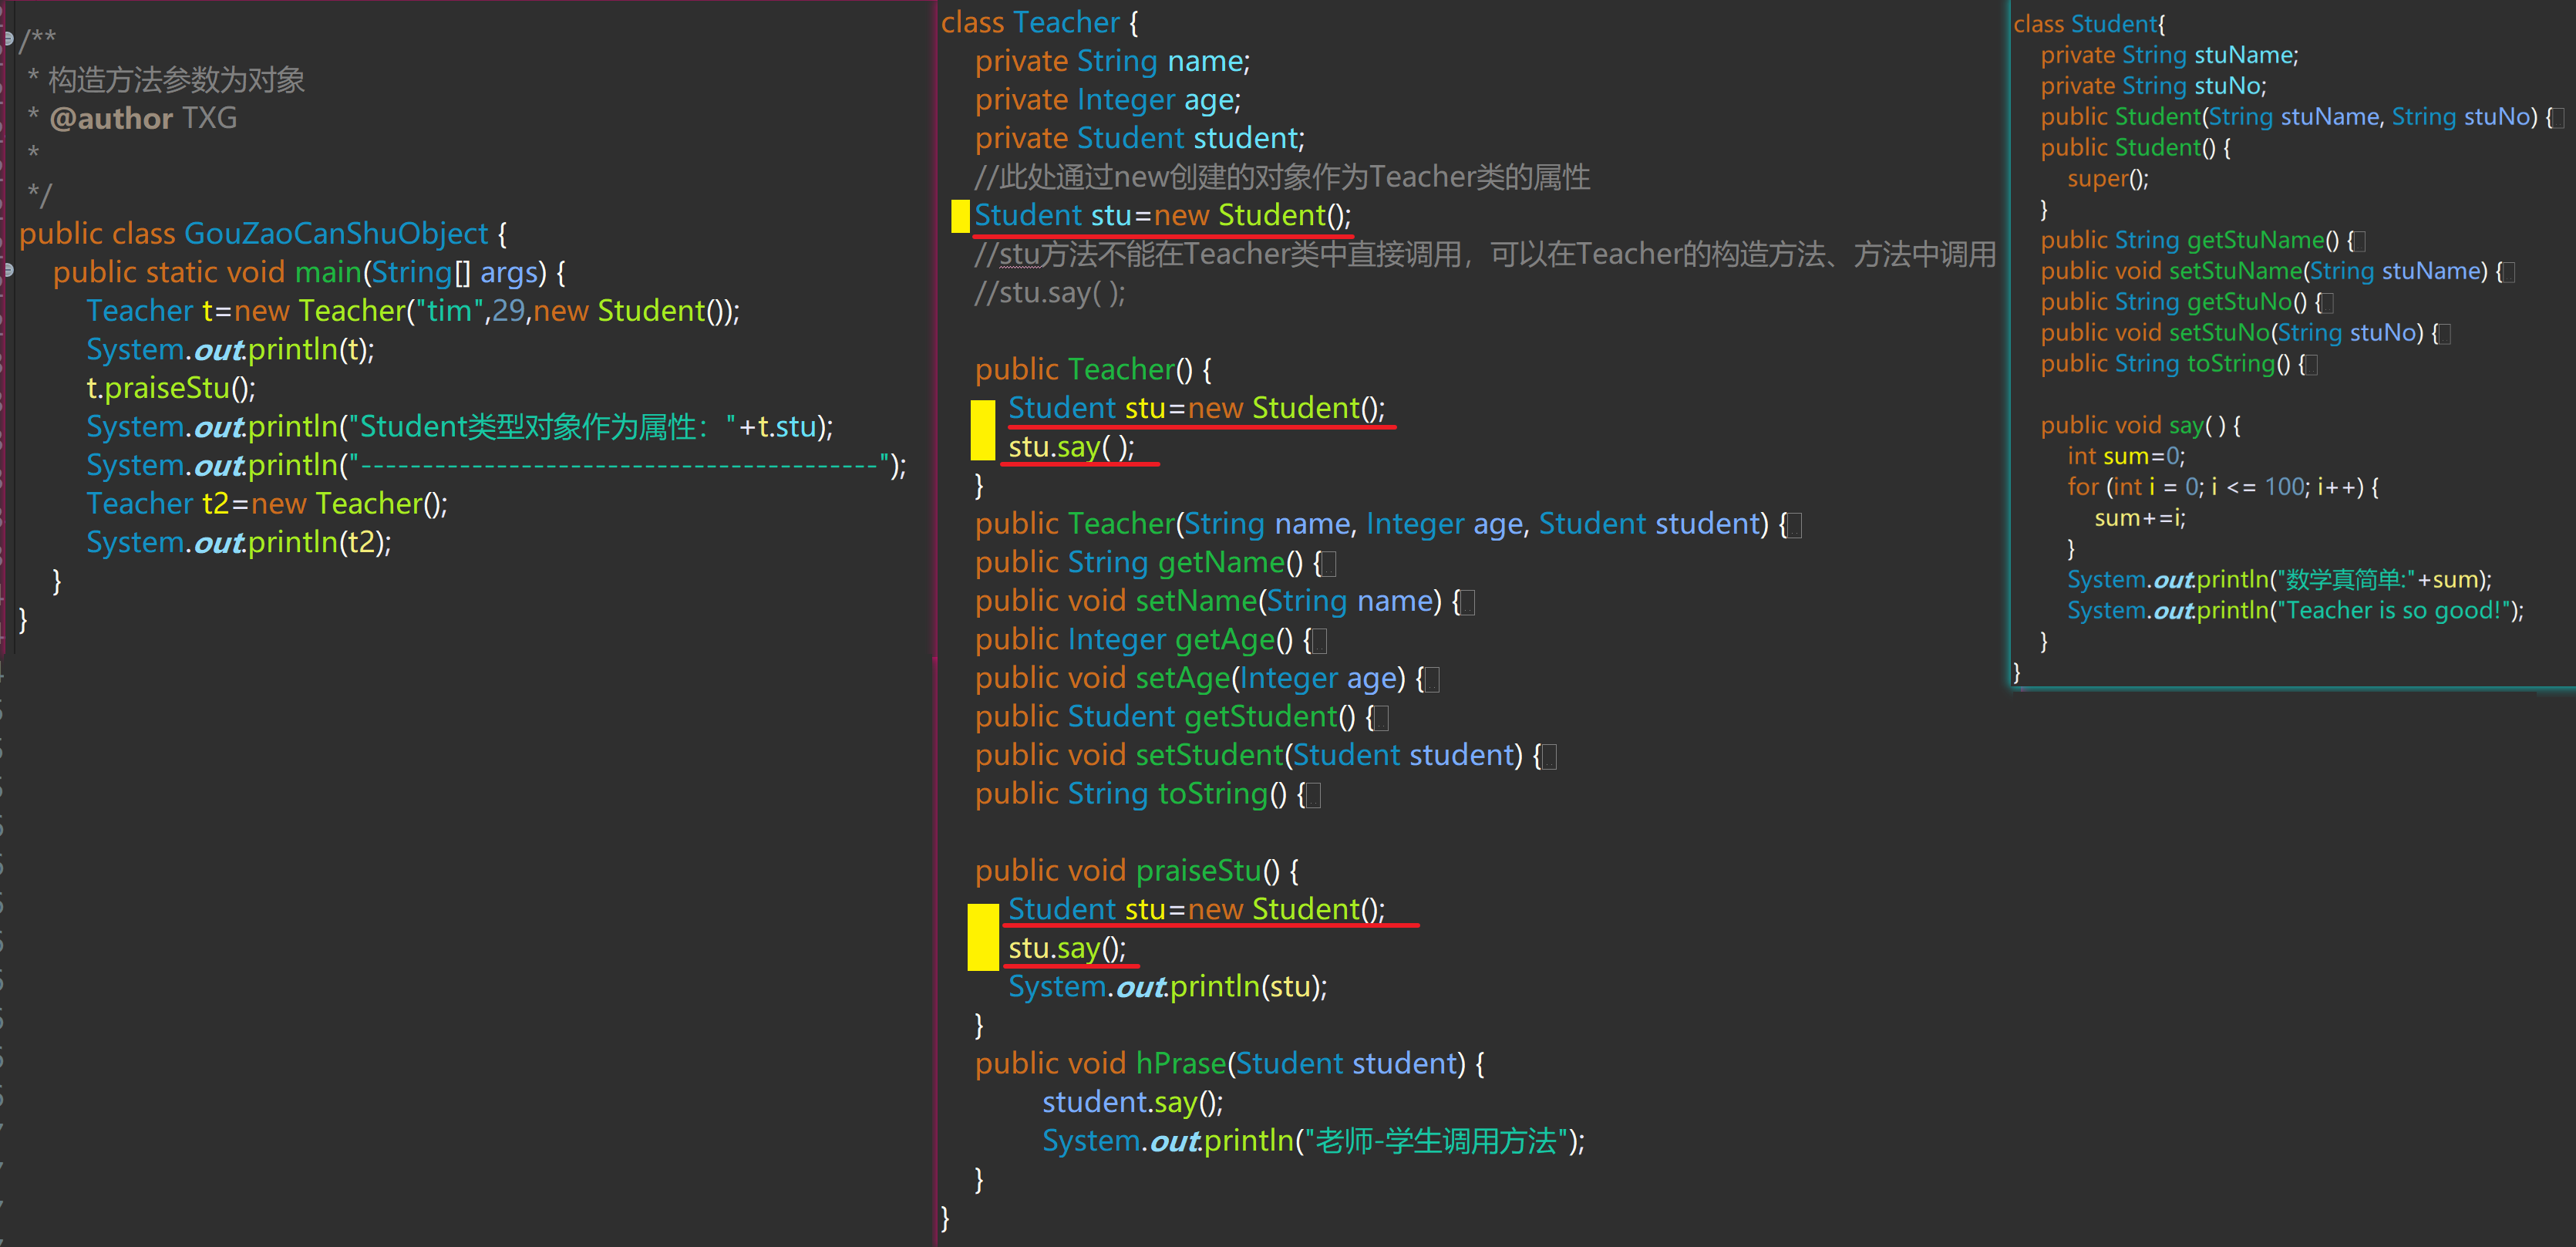 /**
* 构造方法参数为对象
* @author TXG
*
*/
public class GouZaoCanShuObject {
public static void main(String[] args) {
Teacher t=new Teacher("tim",29,new Student());
System.out.println(t);
t.praiseStu();
System.out.println("Student类型对象作为属性："+t.stu);
System.out.println("------------------------------------------");
Teacher t2=new Teacher();
System.out.println(t2);
}
}
class Teacher {
private String name;
private Integer age;
private Student student;
//此处通过new创建的对象作为Teacher类的属性
Student stu=new Student();
//stu方法不能在Teacher类中直接调用，可以在Teacher的构造方法、方法中调用
//stu.say( );
public Teacher() {
Student stu=new Student();
stu.say( );
}
public Teacher(String name, Integer age, Student student) {
public String getName() {
public void setName(String name) {
public Integer getAge() {
public void setAge(Integer age) {
public Student getStudent() {
public void setStudent(Student student) {
public String toString() {
public void praiseStu() {
Student stu=new Student();
stu.say();
System.out.println(stu);
}
public void hPrase(Student student) {
student.say();
System.out.println("老师-学生调用方法");
}
}
class Student{
private String stuName;
private String stuNo;
public Student(String stuName, String stuNo) {
public Student() {
super();
}
public String getStuName() {
public void setStuName(String stuName) {
public String getStuNo() {
public void setStuNo(String stuNo) {
public String toString() {
public void say( ) {
int sum=0;
for (int i = 0; i <= 100; i++) {
sum+=i;
}
System.out.println("数学真简单:"+sum);
System.out.println("Teacher is so good!");
}
}